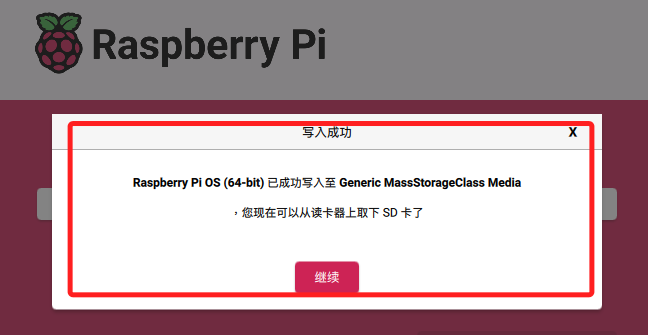 Raspberry Pi
写入成功
X
Raspberry Pi OS (64-bit) 已成功写入至 Generic MassStorageClass Media
，您现在可以从读卡器上取下 SD 卡了
继续